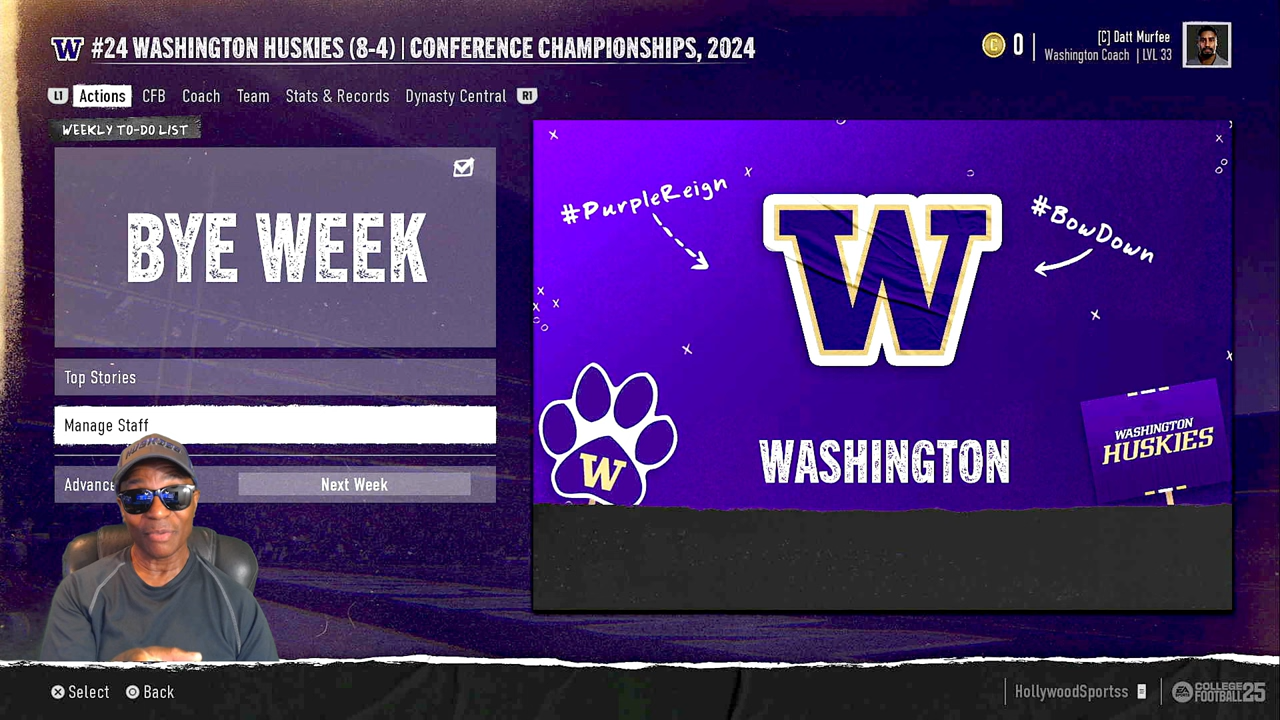 W #24 WASHINGTON HUSKIES (8-4) | CONFERENCE CHAMPIONSHIPS, 2024
C 0
[C] Datt Murfee
Washington Coach | LVL 33
L1 Actions CFB Coach Team Stats & Records Dynasty Central R1
WEEKLY TO-DO LIST
BYE WEEK
Top Stories
Manage Staff
Advance
Next Week
#PurpleReign
#BowDown
W
W
WASHINGTON
WASHINGTON
HUSKIES
Select Back
HollywoodSportss
EA SPORTS COLLEGE
FOOTBALL 25